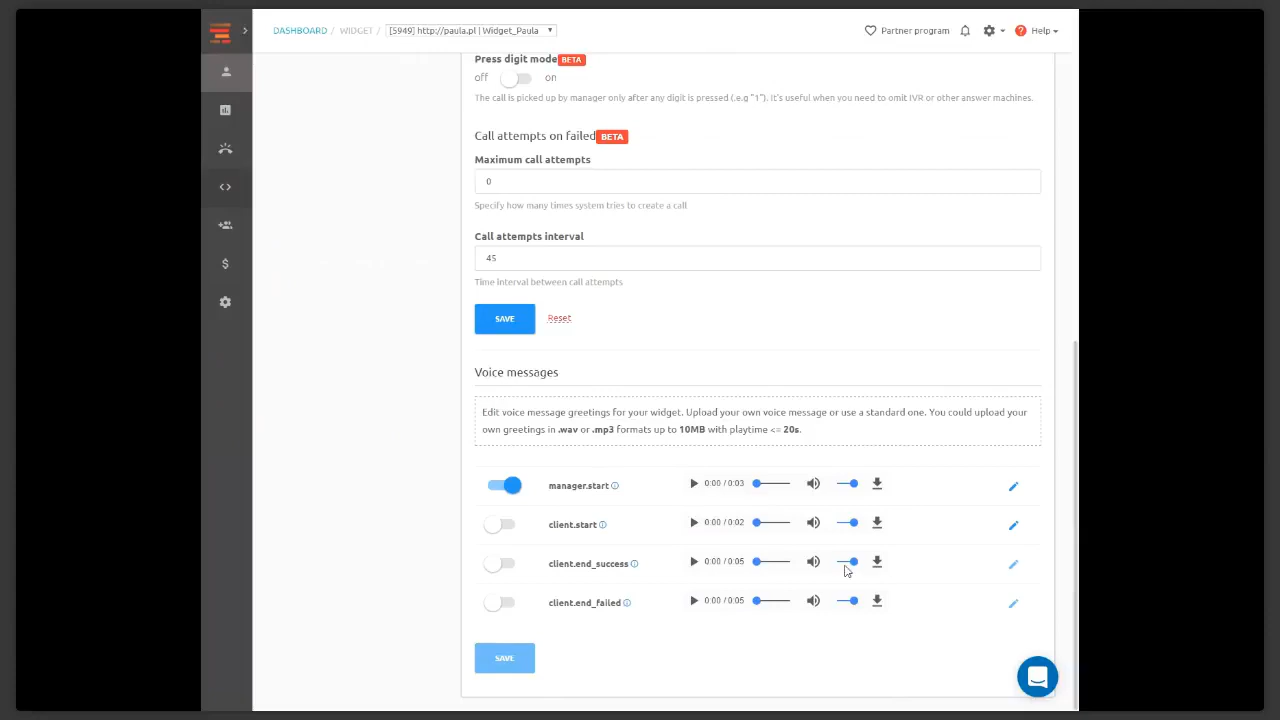 DASHBOARD / WIDGET / [5949] http://paula.pl | Widget_Paula
Partner program
Help
Press digit mode BETA
off on
The call is picked up by manager only after any digit is pressed (.e.g "1"). It's useful when you need to omit IVR or other answer machines.
Call attempts on failed BETA
Maximum call attempts
0
Specify how many times system tries to create a call
Call attempts interval
45
Time interval between call attempts
SAVE Reset
Voice messages
Edit voice message greetings for your widget. Upload your own voice message or use a standard one. You could upload your
own greetings in .wav or .mp3 formats up to 10MB with playtime <= 20s.
manager.start 0:00 / 0:03
client.start 0:00 / 0:02
client.end_success 0:00 / 0:05
client.end_failed 0:00 / 0:05
SAVE